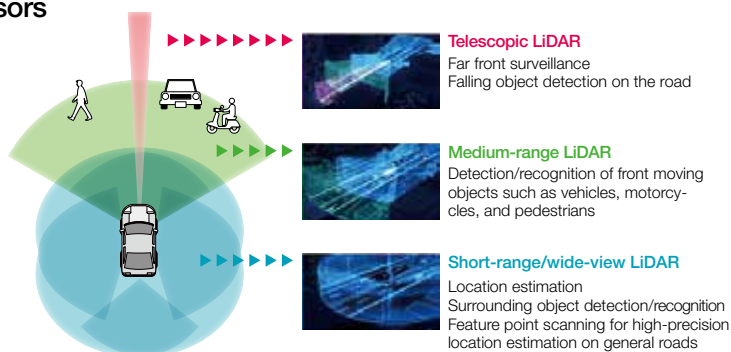 Telescopic LiDAR
Far front surveillance
Falling object detection on the road
Medium-range LiDAR
Detection/recognition of front moving
objects such as vehicles, motorcy-
cles, and pedestrians
Short-range/wide-view LiDAR
Location estimation
Surrounding object detection/recognition
Feature point scanning for high-precision
location estimation on general roads